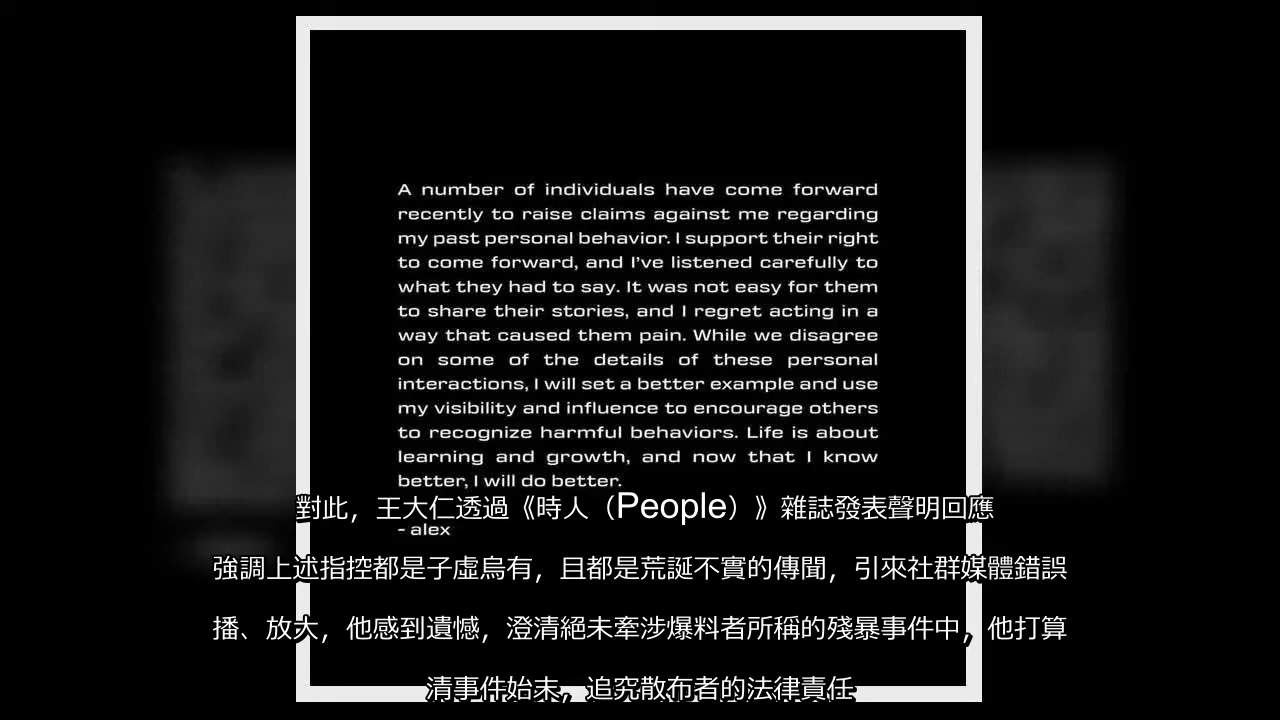 A number of individuals have come forward
recently to raise claims against me regarding
my past personal behavior. I support their right
to come forward, and I've listened carefully to
what they had to say. It was not easy for them
to share their stories, and I regret acting in a
way that caused them pain. While we disagree
on some of the details of these personal
interactions, I will set a better example and use
my visibility and influence to encourage others
to recognize harmful behaviors. Life is about
learning and growth, and now that I know
better, I will do better.
對此，王大仁透過《時人（People）》雜誌發表聲明回應
- alex
強調上述指控都是子虛烏有，且都是荒誕不實的傳聞，引來社群媒體錯誤
播、放大，他感到遺憾，澄清絕未牽涉爆料者所稱的殘暴事件中，他打算
清事件始末，追究散布者的法律責任